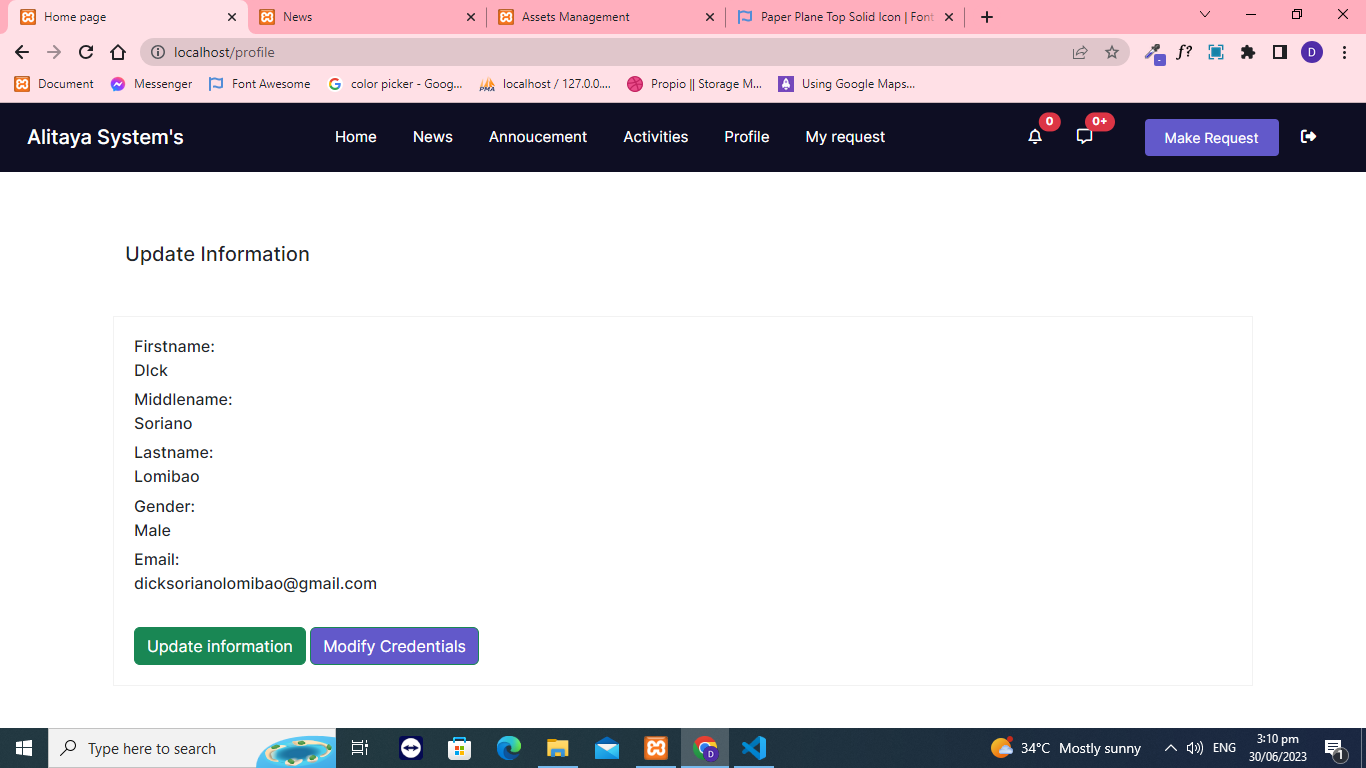 Home page
News
Assets Management
Paper Plane Top Solid Icon | Font
localhost/profile
f?
D
Document
Messenger
Font Awesome
color picker - Goog...
PMA
localhost / 127.0.0....
Propio || Storage M...
Using Google Maps...
Alitaya System's
Home
News
Annoucement
Activities
Profile
My request
0
0+
Make Request
Update Information
Firstname:
DIck
Middlename:
Soriano
Lastname:
Lomibao
Gender:
Male
Email:
dicksorianolomibao@gmail.com
Update information
Modify Credentials
Type here to search
D
34°C Mostly sunny
ENG
3:10 pm
30/06/2023
1